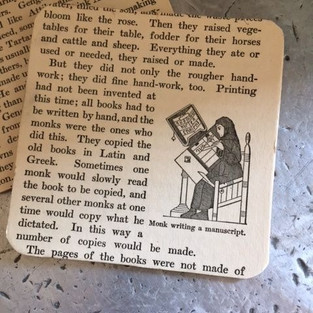 bloom like the rose. Then they raised vege-
tables for their table, fodder for their horses
and cattle and sheep. Everything they ate or
used or needed, they raised or made.
But they did not only the rougher hand-
work; they did fine hand-work, too. Printing
had not been invented at
this time; all books had to
be written by hand, and the
monks were the ones who
did this. They copied the
old books in Latin and
Greek. Sometimes one
monk would slowly read
the book to be copied, and
several other monks at one
time would copy what he
dictated. In this way a
number of copies would be made.
The pages of the books were not made of
Monk writing a manuscript.